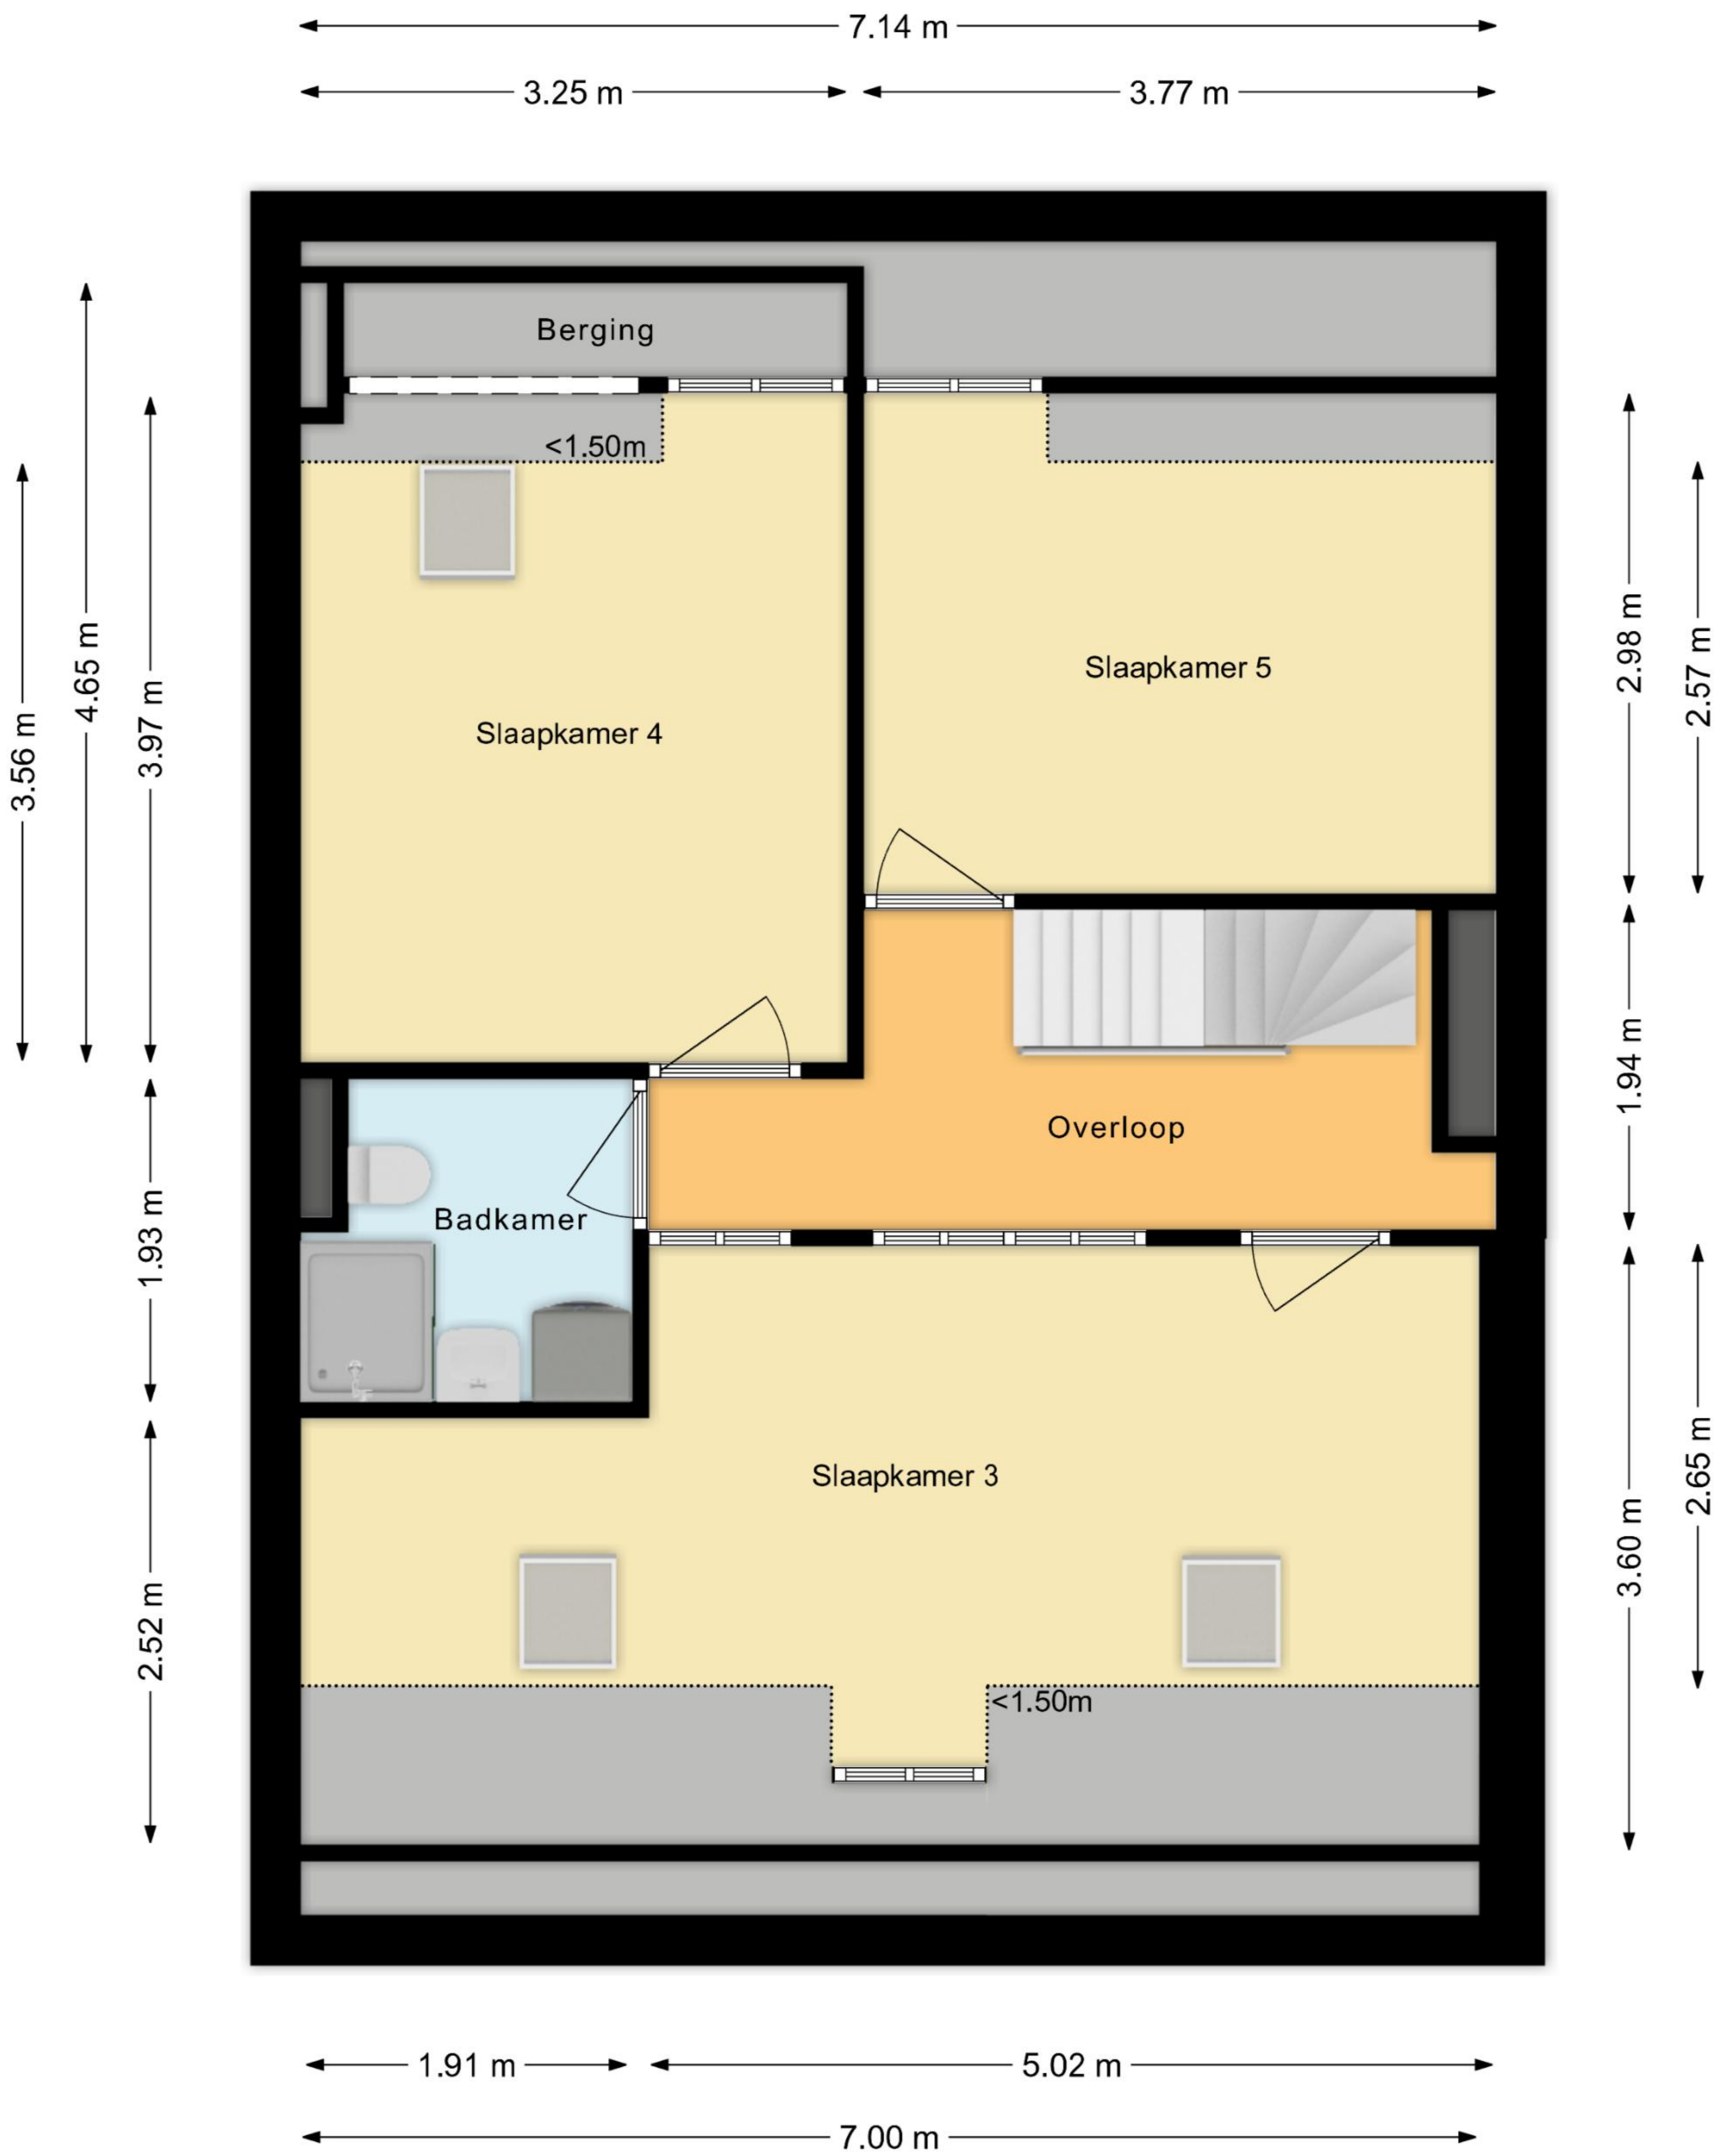 7.14 m
3.25 m
3.77 m
Berging
<1.50m
3.56 m
4.65 m
3.97 m
2.98 m
2.57 m
Slaapkamer 5
Slaapkamer 4
Overloop
1.94 m
Badkamer
1.93 m
Slaapkamer 3
2.65 m
3.60 m
2.52 m
<1.50m
1.91 m
5.02 m
7.00 m